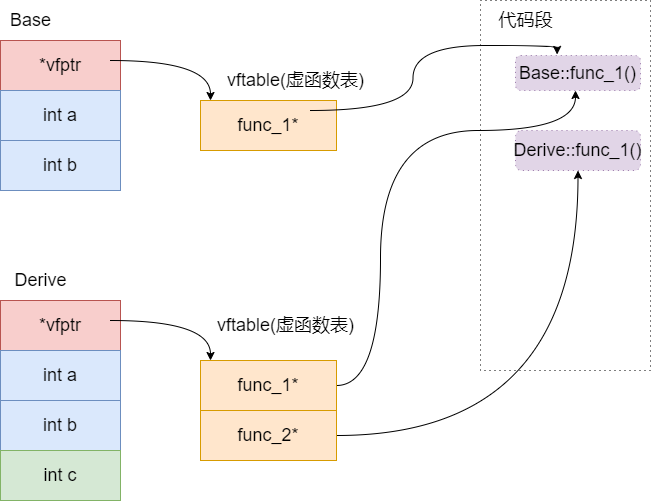 Base
代码段
*vfptr
vftable(虚函数表)
Base::func_1()
int a
func_1*
Derive::func_1()
int b
Derive
*vfptr
vftable(虚函数表)
int a
func_1*
int b
func_2*
int c